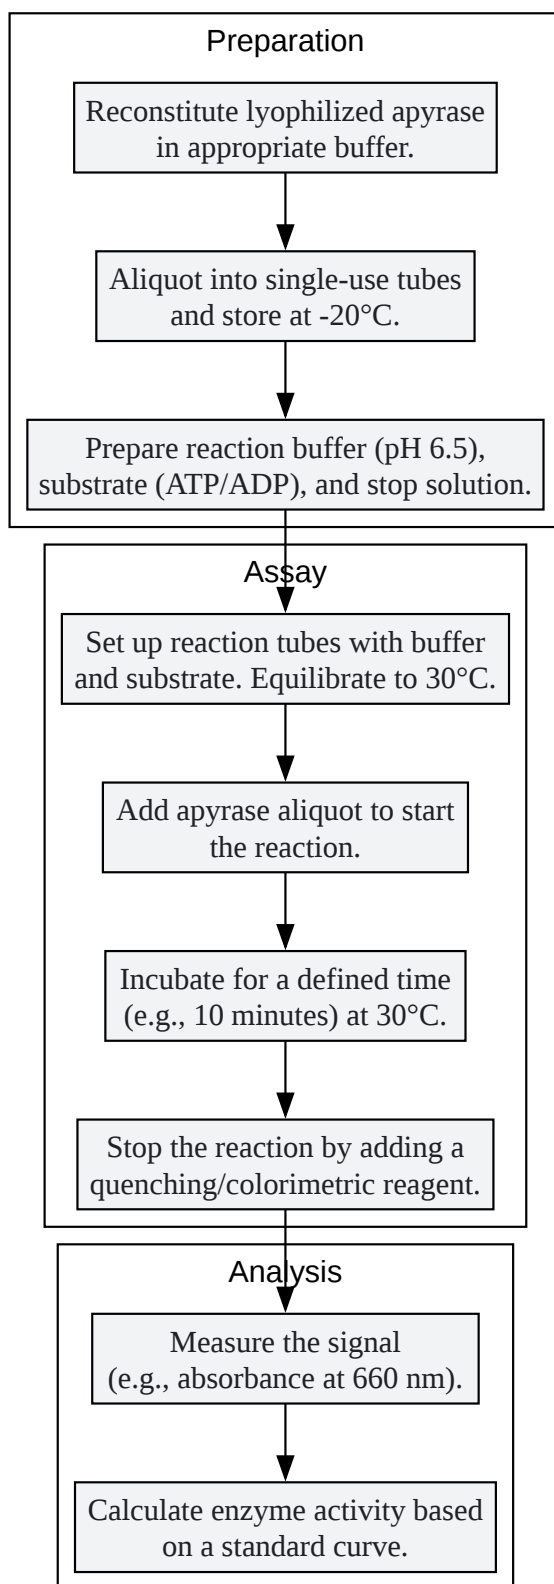 Preparation
Reconstitute lyophilized apyrase
in appropriate buffer.
Aliquot into single-use tubes
and store at -20°C.
Prepare reaction buffer (pH 6.5),
substrate (ATP/ADP), and stop solution.
Assay
Set up reaction tubes with buffer
and substrate. Equilibrate to 30°C.
Add apyrase aliquot to start
the reaction.
Incubate for a defined time
(e.g., 10 minutes) at 30°C.
Stop the reaction by adding a
quenching/colorimetric reagent.
Analysis
Measure the signal
(e.g., absorbance at 660 nm).
Calculate enzyme activity based
on a standard curve.